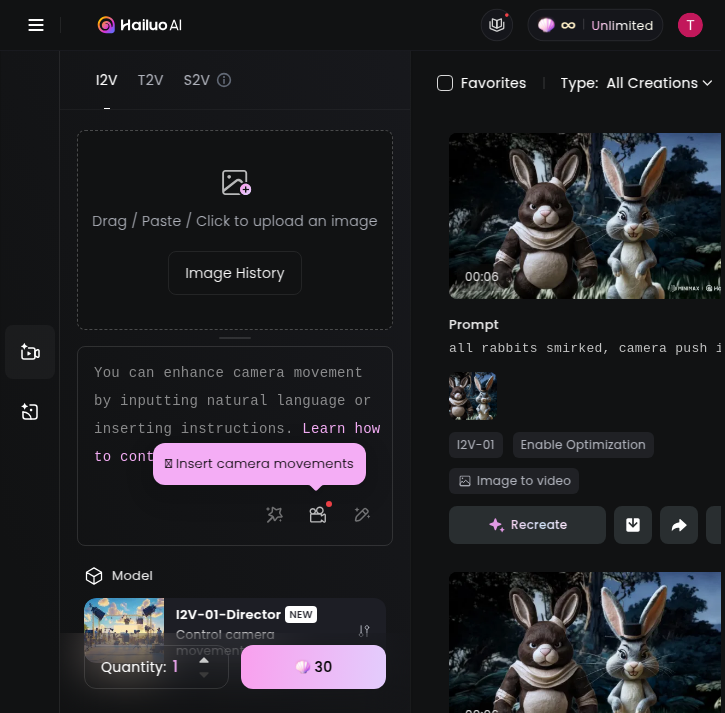 Hailuo AI
∞ Unlimited
T
I2V T2V S2V
Favorites
Type: All Creations
Drag / Paste / Click to upload an image
Image History
00:06
MINIMAX
Prompt
all rabbits smirked, camera push i
You can enhance camera movement
by inputting natural language or
inserting instructions. Learn how
to cont
Insert camera movements
I2V-01
Enable Optimization
Image to video
Recreate
Model
I2V-01-Director NEW
Control camera
movement
Quantity: 1
30
00:06